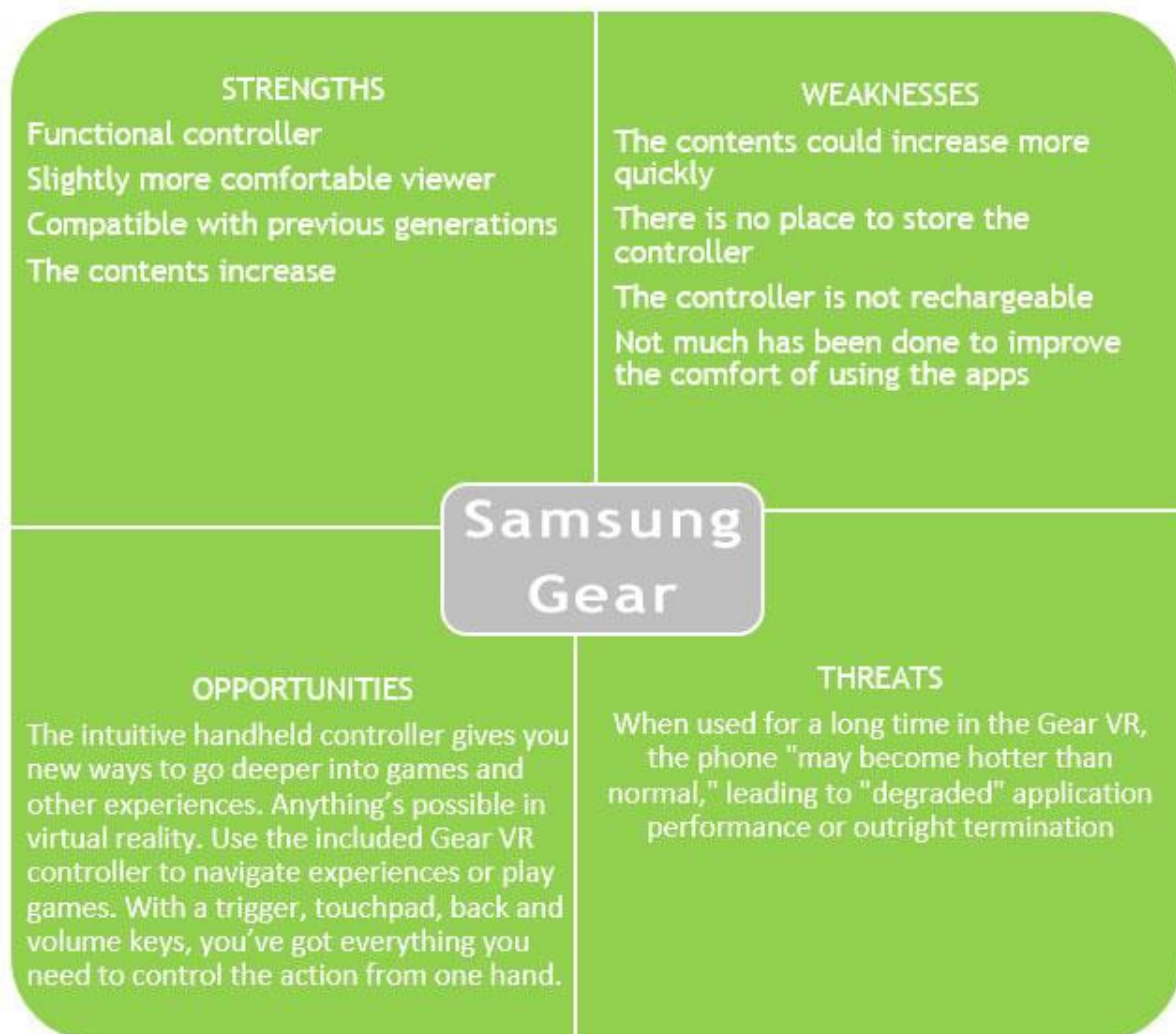 STRENGTHS
Functional controller
Slightly more comfortable viewer
Compatible with previous generations
The contents increase
WEAKNESSES
The contents could increase more
quickly
There is no place to store the
controller
The controller is not rechargeable
Not much has been done to improve
the comfort of using the apps
Samsung
Gear
OPPORTUNITIES
The intuitive handheld controller gives you
new ways to go deeper into games and
other experiences. Anything’s possible in
virtual reality. Use the included Gear VR
controller to navigate experiences or play
games. With a trigger, touchpad, back and
volume keys, you’ve got everything you
need to control the action from one hand.
THREATS
When used for a long time in the Gear VR,
the phone "may become hotter than
normal," leading to "degraded" application
performance or outright termination